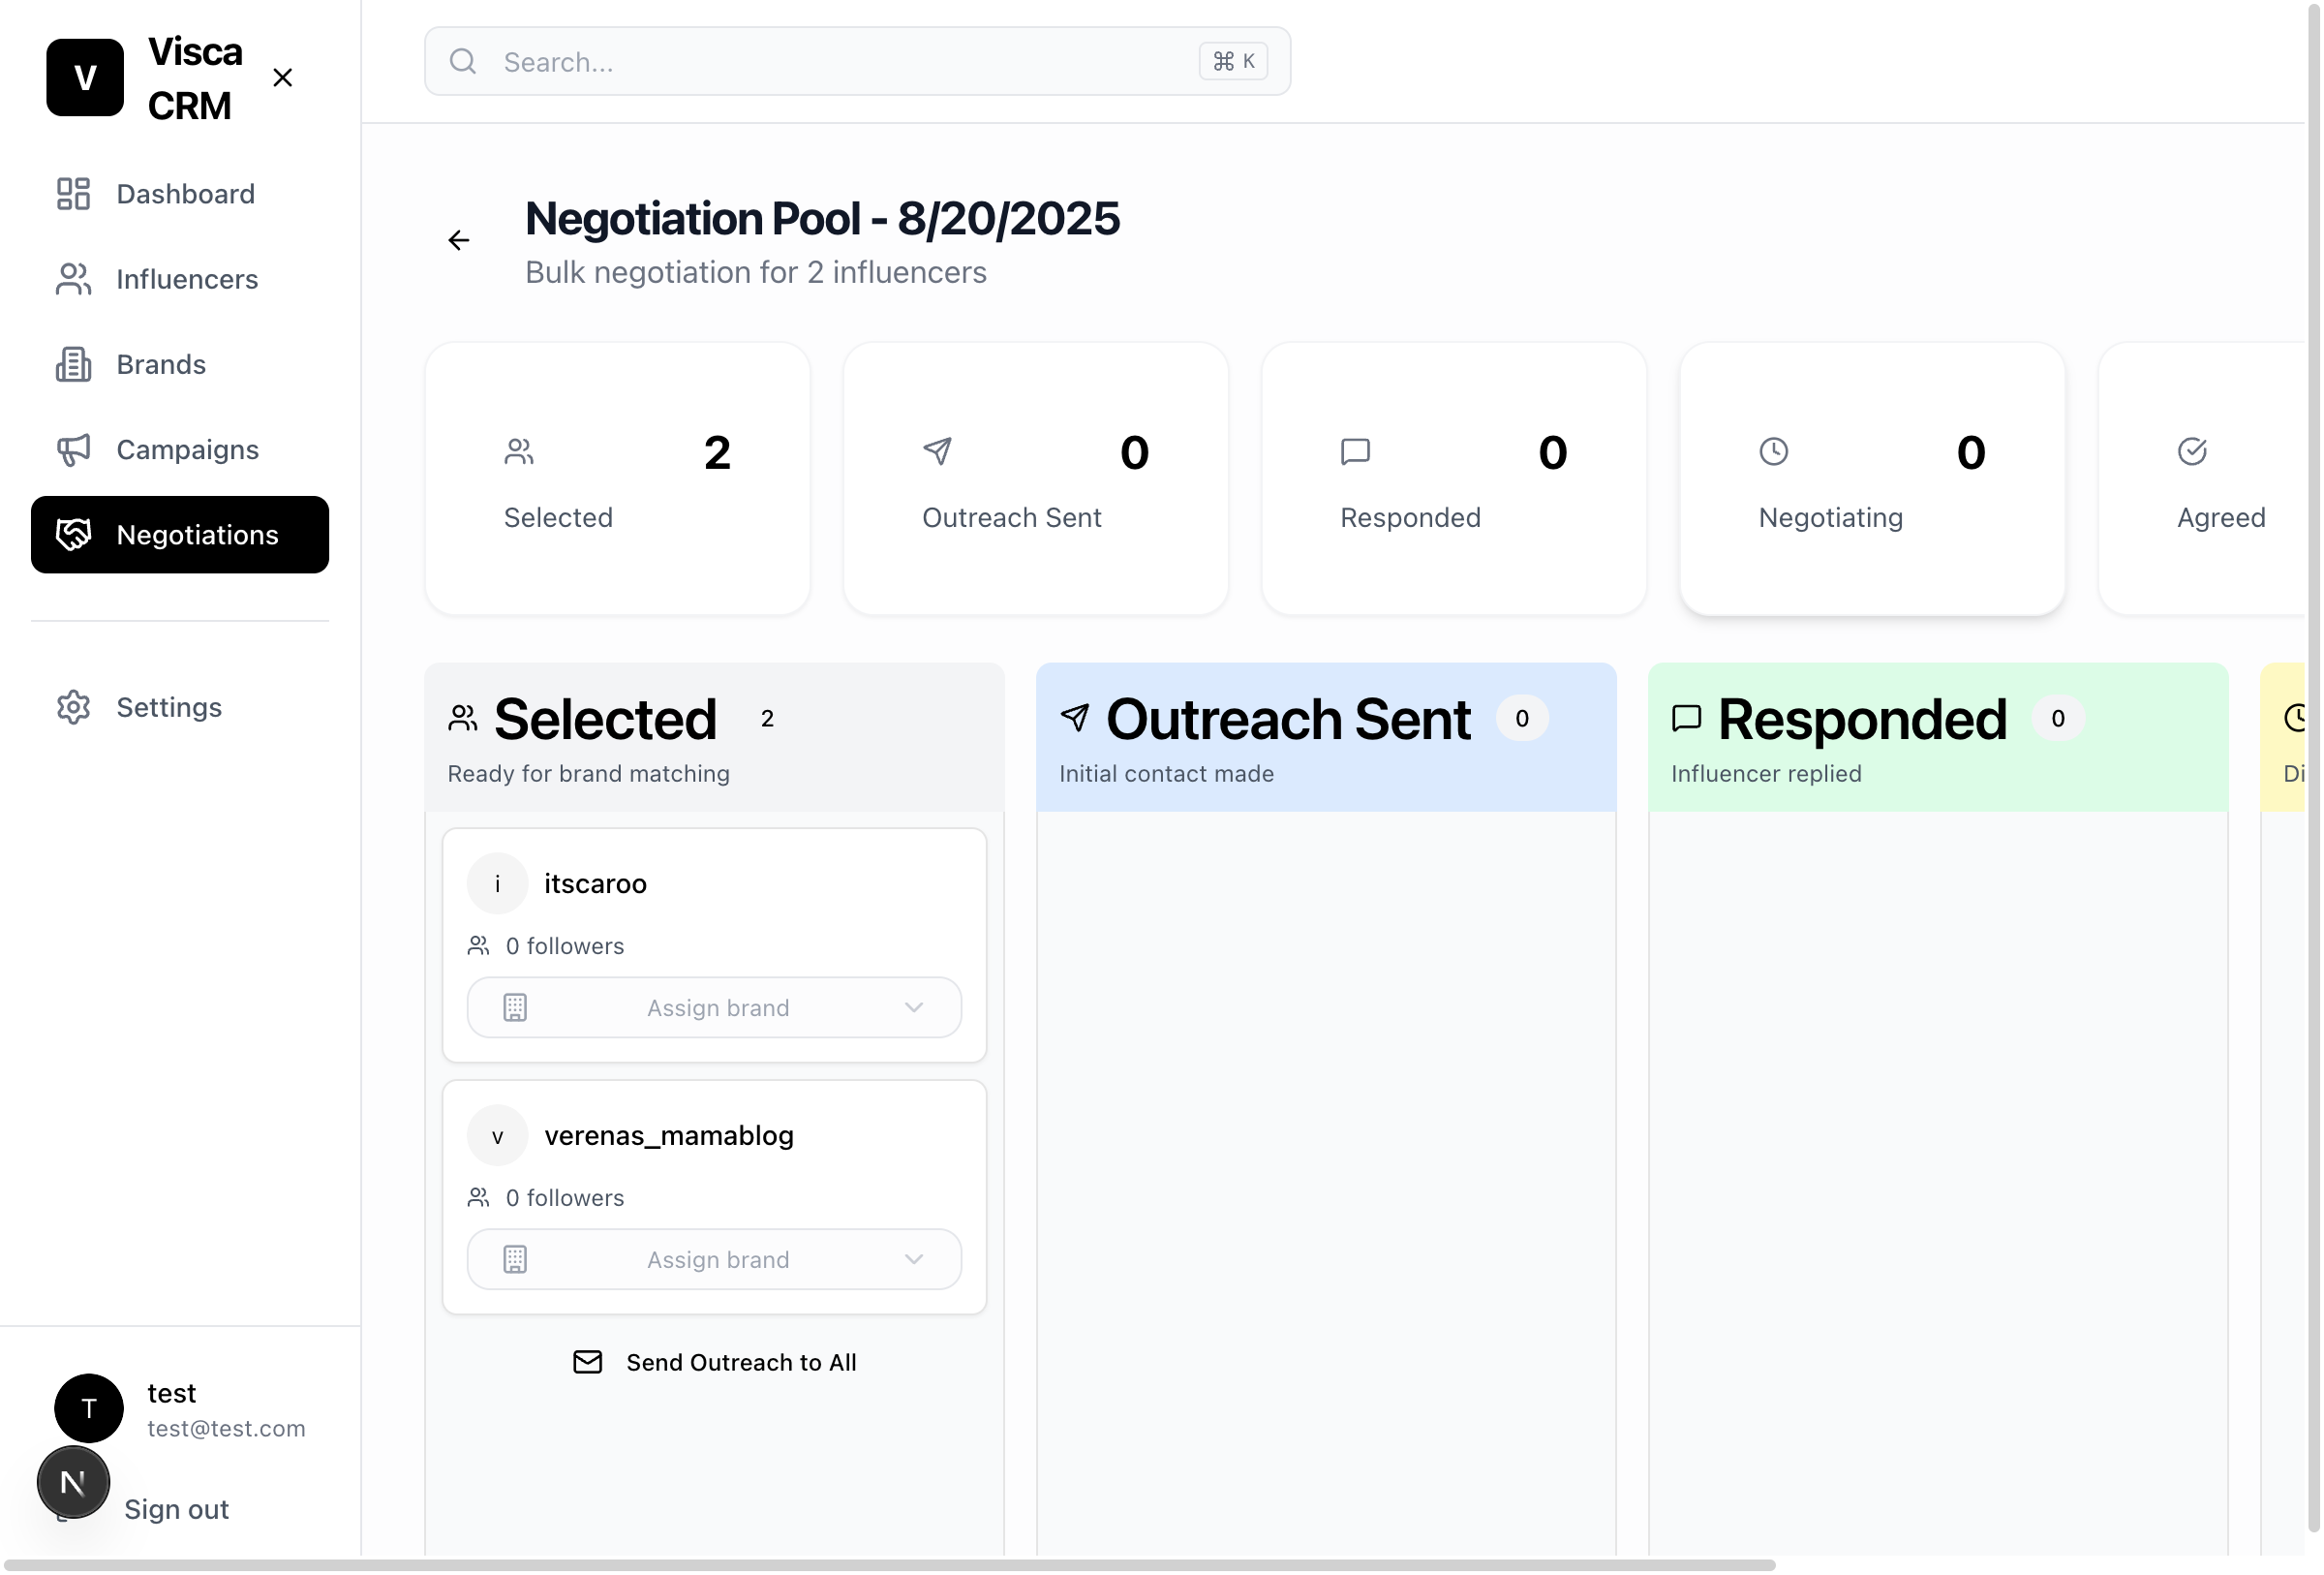 V
Visca
CRM
Dashboard
Influencers
Brands
Campaigns
Negotiations
Settings
T
test
test@test.com
N
Sign out
Search...
⌘ K
Negotiation Pool - 8/20/2025
Bulk negotiation for 2 influencers
2
Selected
0
Outreach Sent
0
Responded
0
Negotiating
Agreed
Selected 2
Ready for brand matching
i
itscaroo
0 followers
Assign brand
v
verenas_mamablog
0 followers
Assign brand
Send Outreach to All
Outreach Sent 0
Initial contact made
Responded 0
Influencer replied